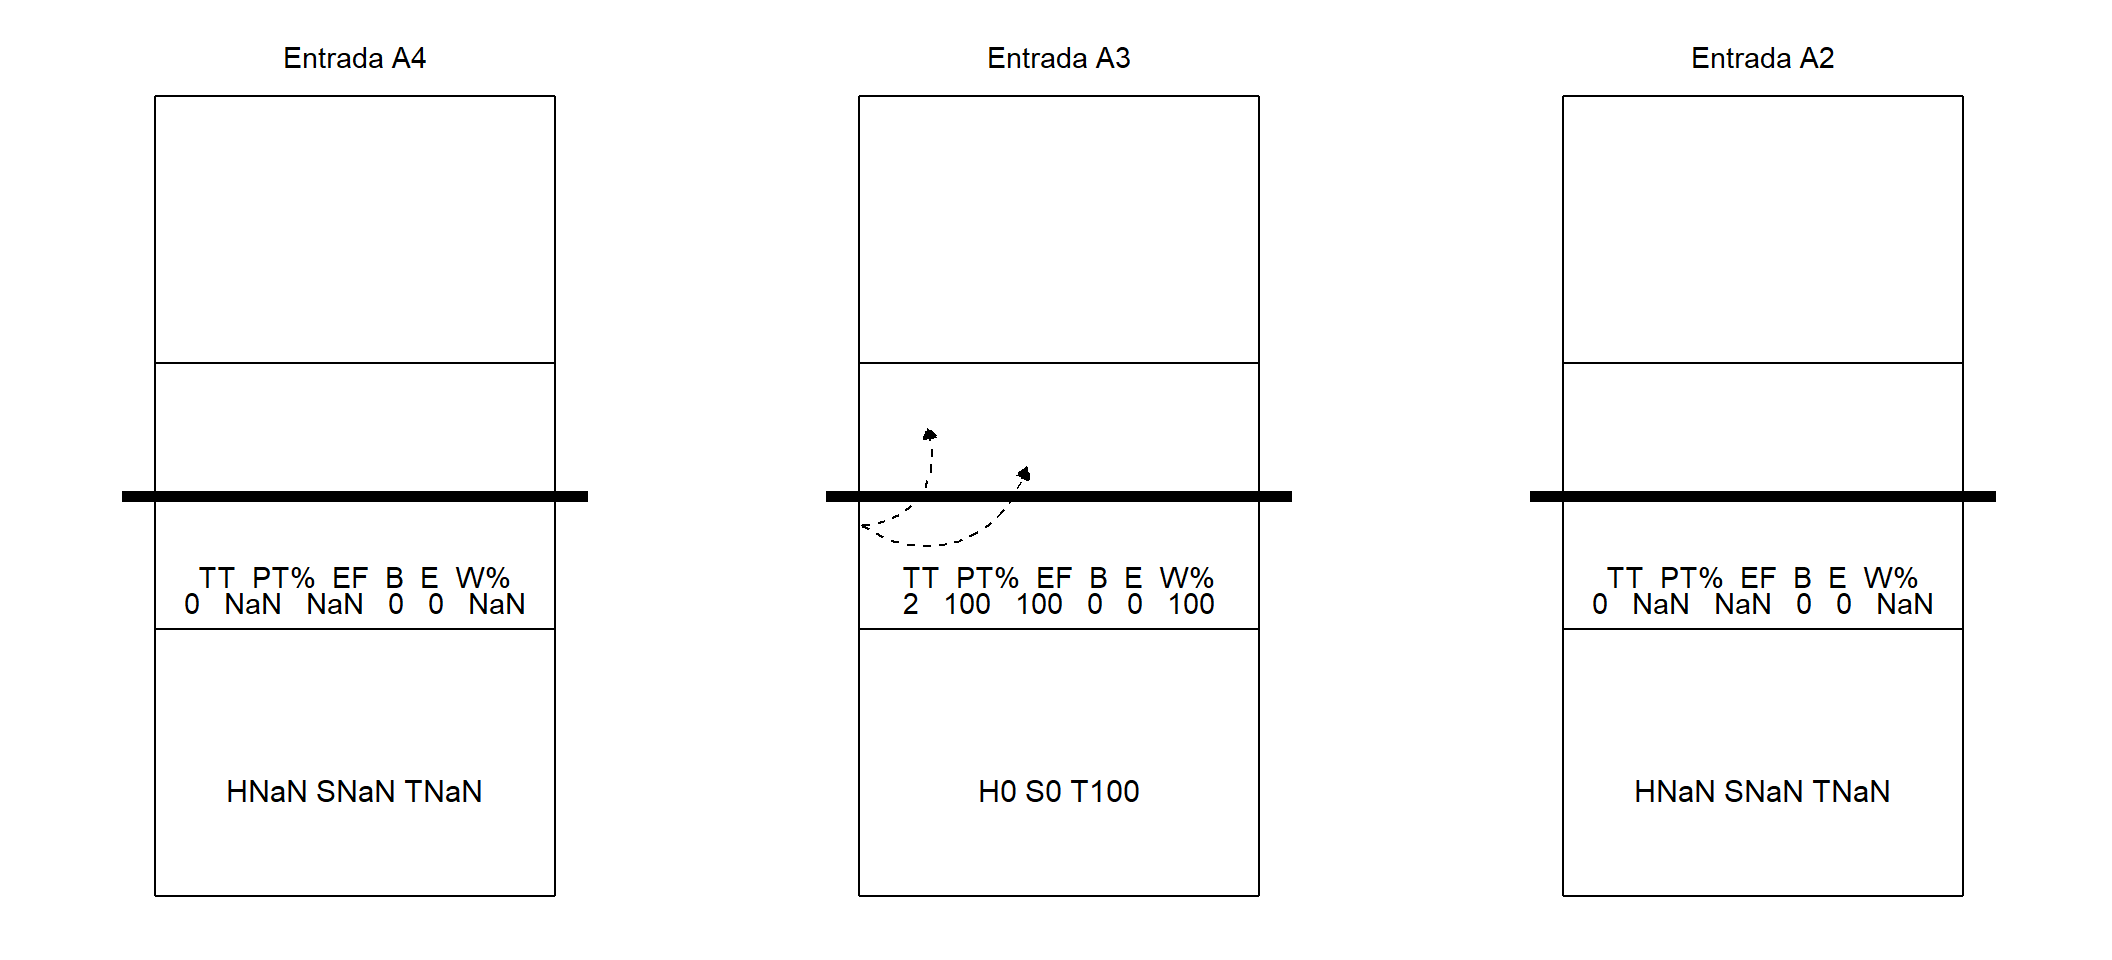 Entrada A4
TT PT% EF B E W%
0 NaN NaN 0 0 NaN
HNaN SNaN TNaN
Entrada A3
TT PT% EF B E W%
2 100 100 0 0 100
H0 S0 T100
Entrada A2
TT PT% EF B E W%
0 NaN NaN 0 0 NaN
HNaN SNaN TNaN